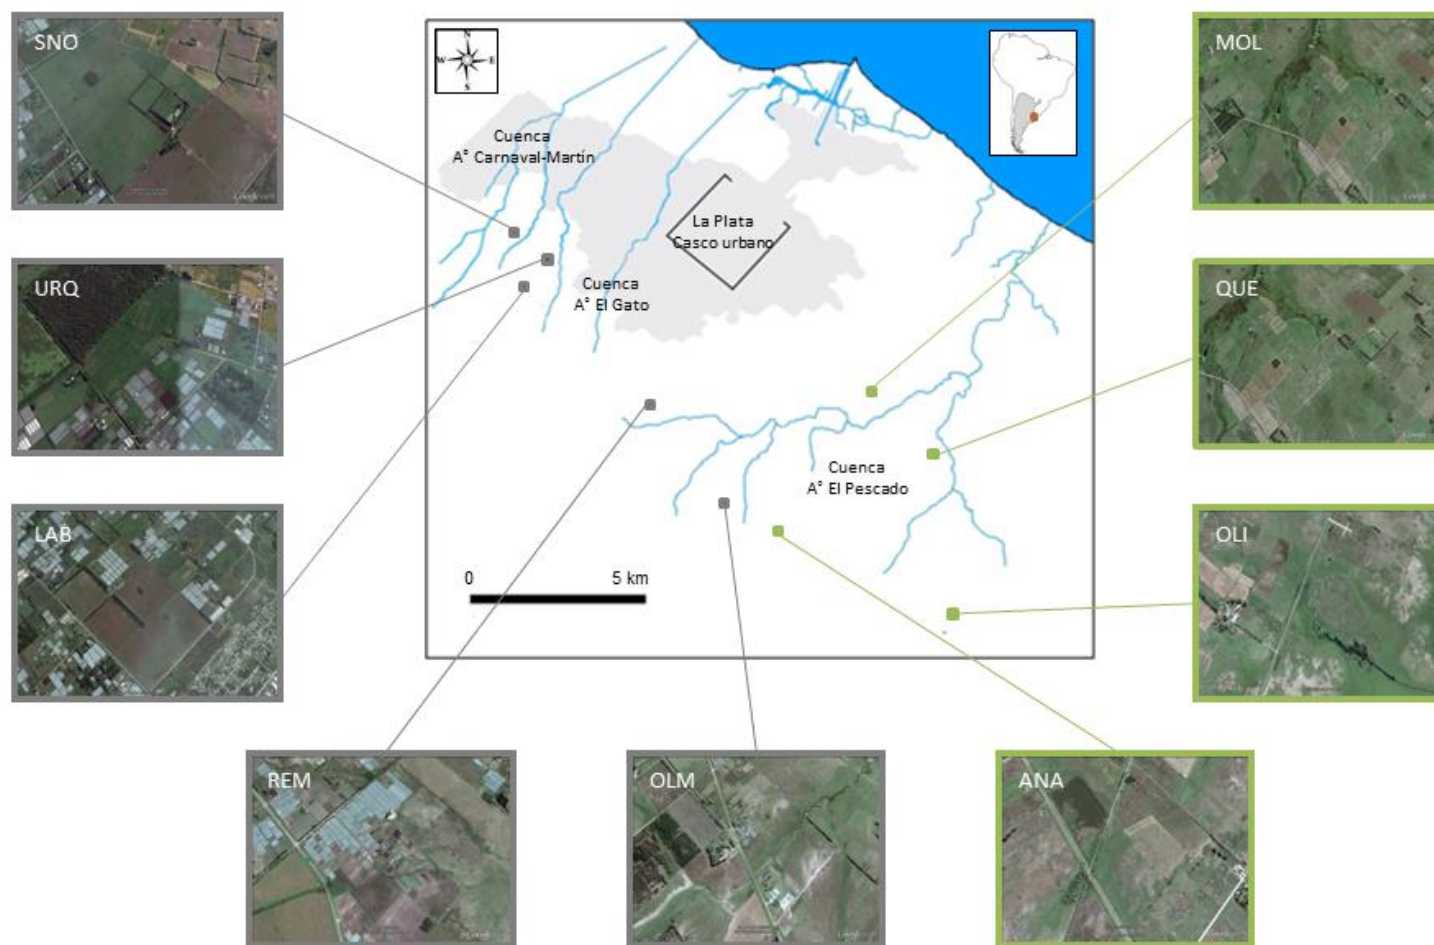 SNO
N
W E
S
MOL
Cuenca
A° Carnaval-Martín
La Plata
Casco urbano
URQ
Cuenca
A° El Gato
QUE
Cuenca
A° El Pescado
LAB
0 5 km
OLI
REM
OLM
ANA